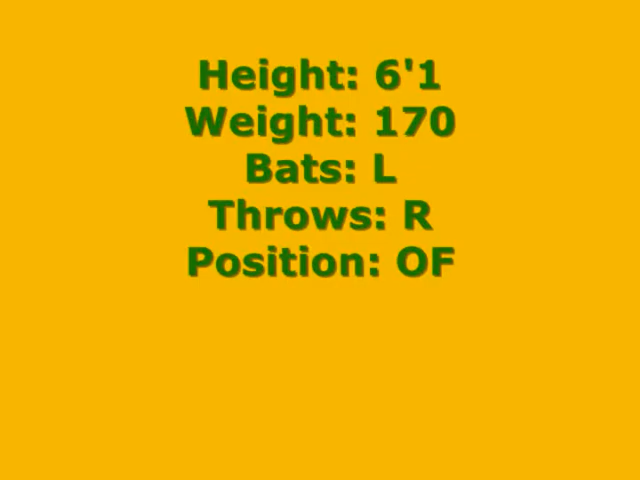 Height: 6'1
Weight: 170
Bats: L
Throws: R
Position: OF